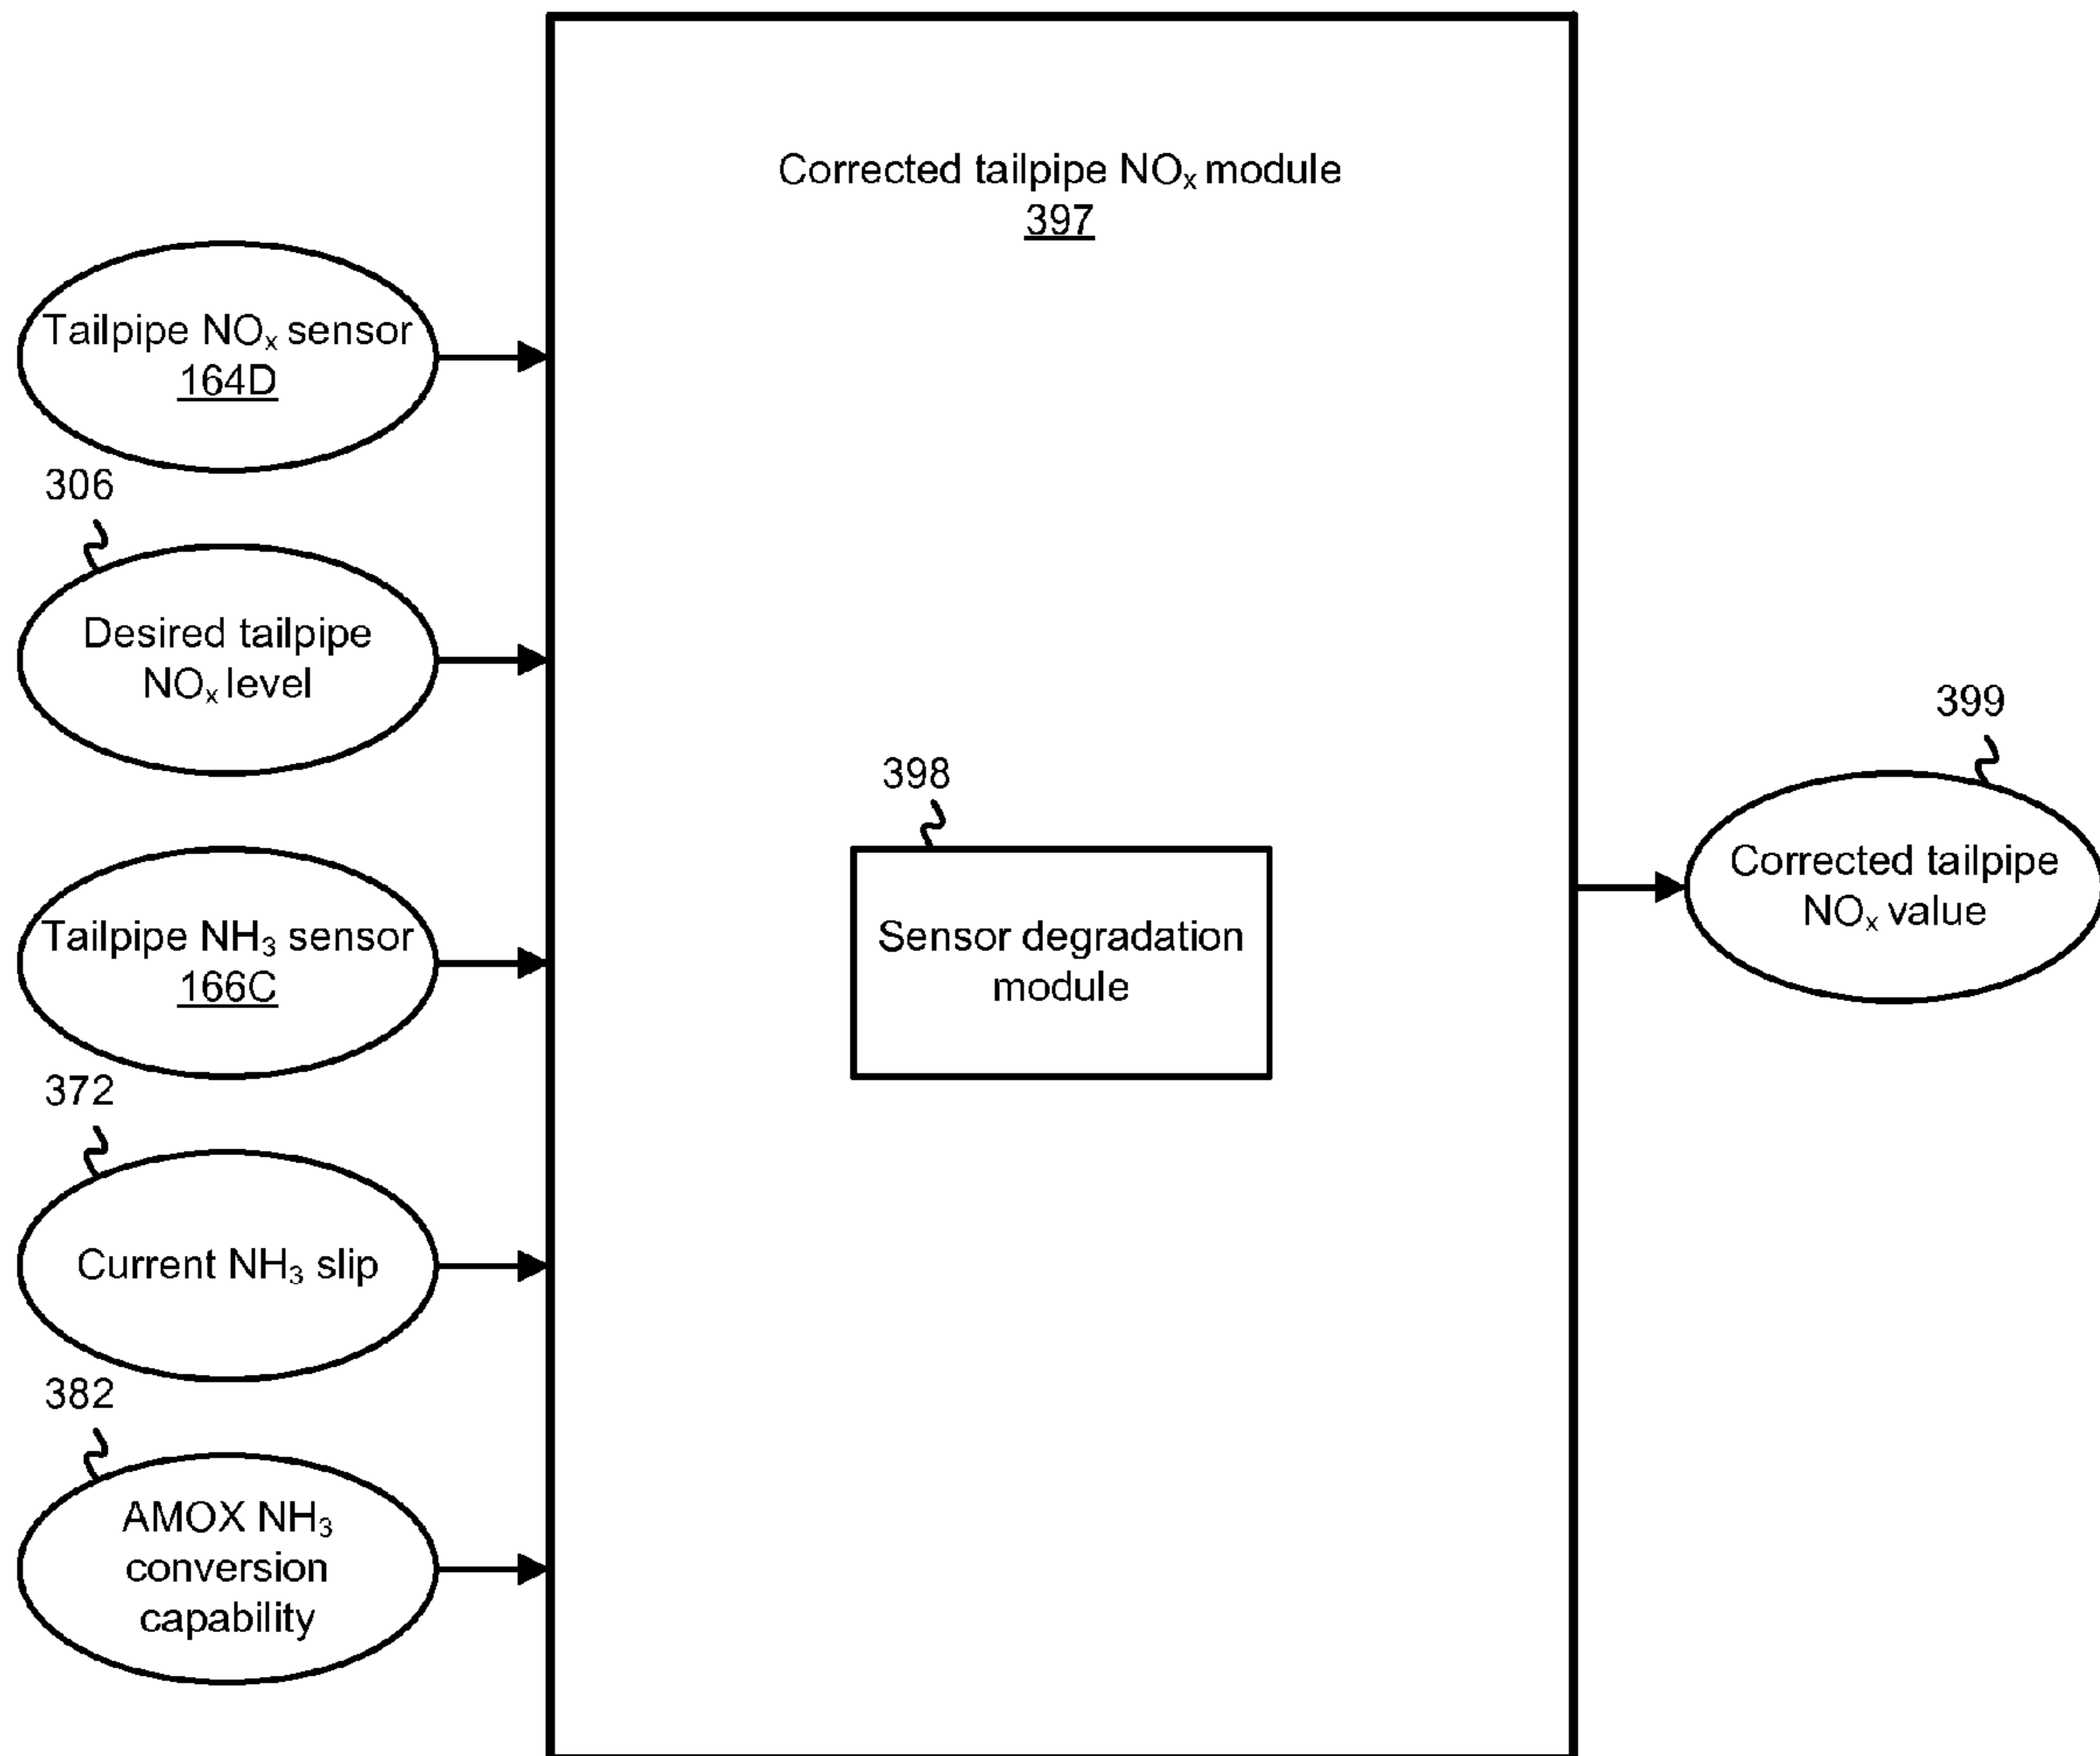 Corrected tailpipe NOₓ module
397
Tailpipe NOₓ sensor
164D
306
Desired tailpipe
NOₓ level
Tailpipe NH₃ sensor
166C
372
Current NH₃ slip
382
AMOX NH₃
conversion
capability
398
Sensor degradation
module
399
Corrected tailpipe
NOₓ value